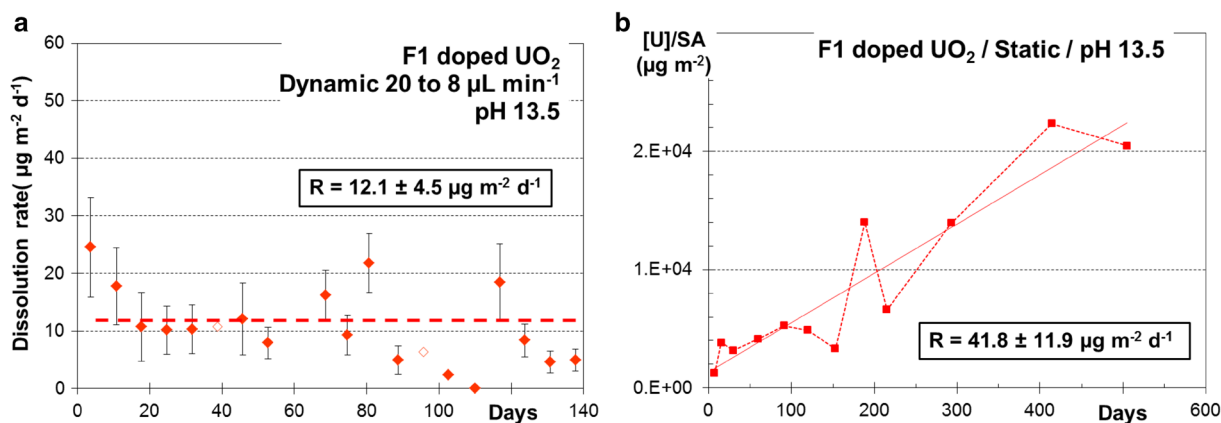 a
Dissolution rate( µg m⁻² d⁻¹)
60
50
40
30
20
10
0
F1 doped UO₂
Dynamic 20 to 8 µL min⁻¹
pH 13.5
R = 12.1 ± 4.5 µg m⁻² d⁻¹
0 20 40 60 80 100 120 140
Days
b
[U]/SA
(µg m⁻²)
F1 doped UO₂ / Static / pH 13.5
2.E+04
1.E+04
0.E+00
R = 41.8 ± 11.9 µg m⁻² d⁻¹
0 100 200 300 400 500 600
Days